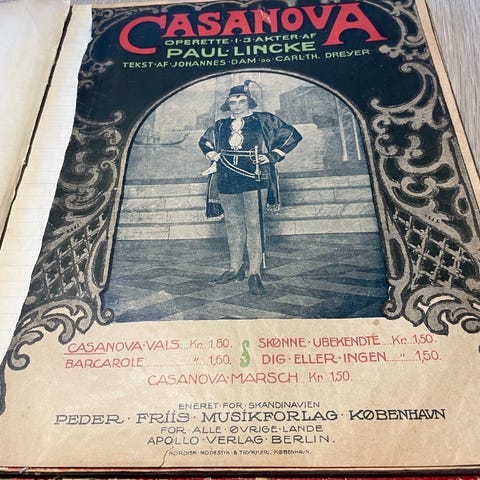 CASANOVA
OPERETTE·I·3·AKTER·AF
PAUL·LINCKE
TEKST·AF·JOHANNES·DAM·OG·CARL·TH. DREYER
CASANOVA·VALS....Kr. 1,80.
BARCAROLE............" 1,60.
SKØNNE·UBEKENDTE....Kr. 1,50.
DIG·ELLER·INGEN....." 1,50.
CASANOVA·MARSCH...Kr. 1,50.
ENERET·FOR·SKANDINAVIEN
PEDER·FRIIS·MUSIKFORLAG·KØBENHAVN
FOR·ALLE·ØVRIGE·LANDE
APOLLO·VERLAG·BERLIN.
NORDISK·NODESTIK·& TRYKKERI, KØBENHAVN.